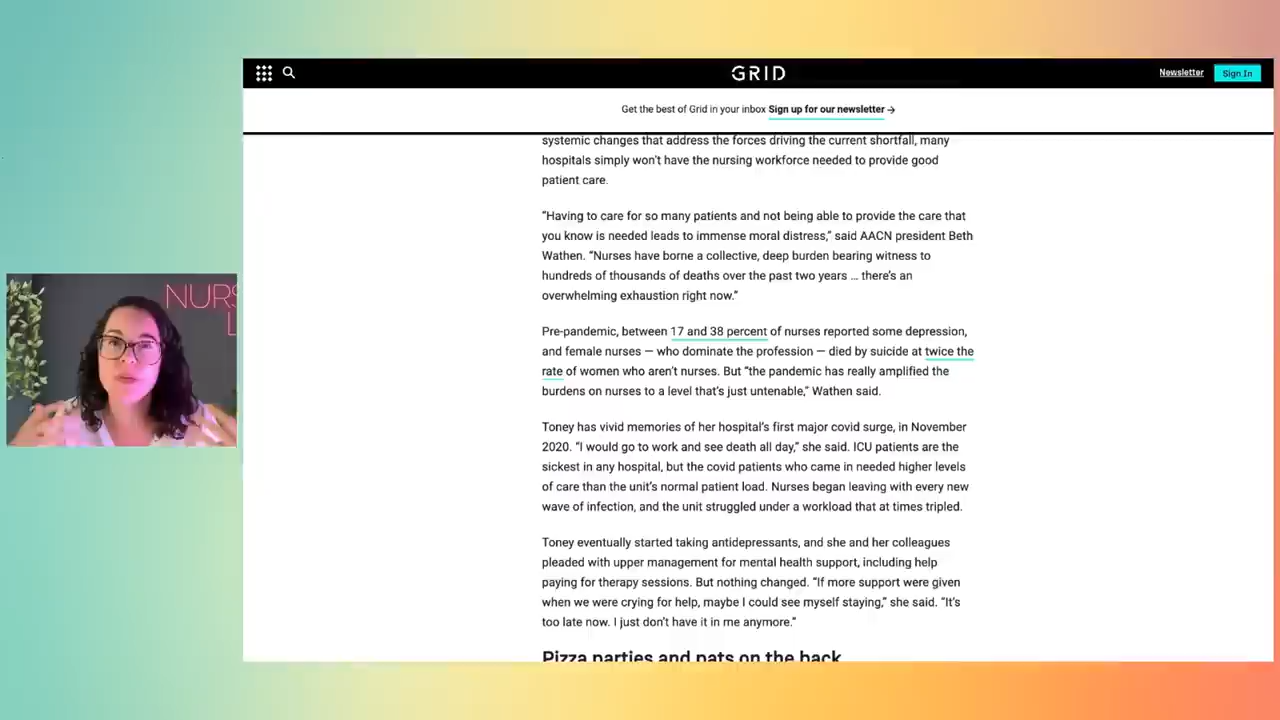 GRID
Newsletter
Sign In
Get the best of Grid in your inbox Sign up for our newsletter →
systemic changes that address the forces driving the current shortfall, many
hospitals simply won't have the nursing workforce needed to provide good
patient care.
“Having to care for so many patients and not being able to provide the care that
you know is needed leads to immense moral distress,” said AACN president Beth
Wathen. “Nurses have borne a collective, deep burden bearing witness to
hundreds of thousands of deaths over the past two years … there’s an
overwhelming exhaustion right now.”
Pre-pandemic, between 17 and 38 percent of nurses reported some depression,
and female nurses — who dominate the profession — died by suicide at twice the
rate of women who aren’t nurses. But “the pandemic has really amplified the
burdens on nurses to a level that’s just untenable,” Wathen said.
Toney has vivid memories of her hospital’s first major covid surge, in November
2020. “I would go to work and see death all day,” she said. ICU patients are the
sickest in any hospital, but the covid patients who came in needed higher levels
of care than the unit’s normal patient load. Nurses began leaving with every new
wave of infection, and the unit struggled under a workload that at times tripled.
Toney eventually started taking antidepressants, and she and her colleagues
pleaded with upper management for mental health support, including help
paying for therapy sessions. But nothing changed. “If more support were given
when we were crying for help, maybe I could see myself staying,” she said. “It’s
too late now. I just don’t have it in me anymore.”
Pizza parties and pats on the back
NURS
L